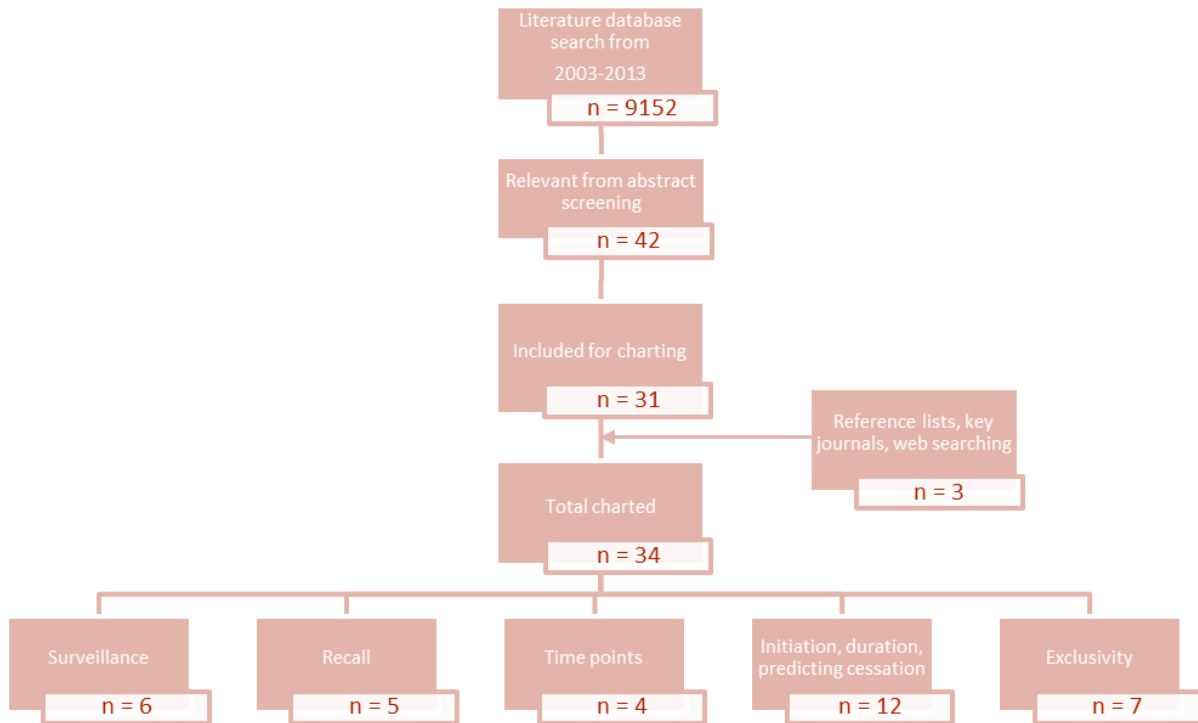 Literature database
search from
2003-2013
n = 9152
Relevant from abstract
screening
n = 42
Included for charting
n = 31
Reference lists, key
journals, web searching
n = 3
Total charted
n = 34
Surveillance
n = 6
Recall
n = 5
Time points
n = 4
Initiation, duration,
predicting cessation
n = 12
Exclusivity
n = 7